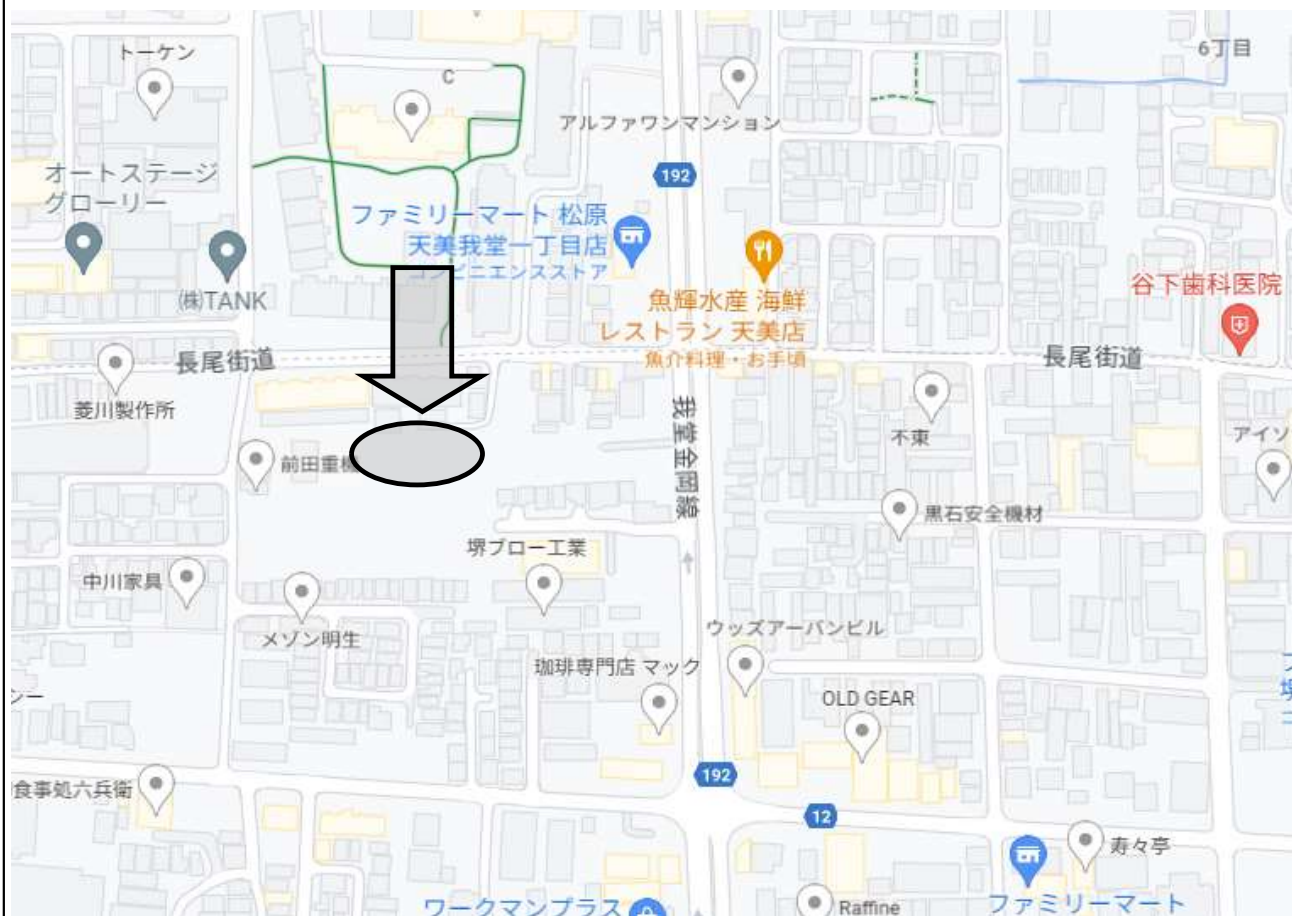 トーケン
C
6丁目
アルファワンマンション
オートステージ
グローリー
192
ファミリーマート 松原
天美我堂一丁目店
コンビニエンスストア
㈱TANK
魚輝水産 海鮮
レストラン 天美店
魚介料理・お手頃
谷下歯科医院
長尾街道
長尾街道
菱川製作所
我堂金岡線
不東
アイソ
前田重機
黒石安全機材
堺ブロー工業
中川家具
メゾン明生
ウッズアーバンビル
珈琲専門店 マック
シー
OLD GEAR
食事処六兵衛
192
12
寿々亭
ワークマンプラス
Raffine
ファミリーマート